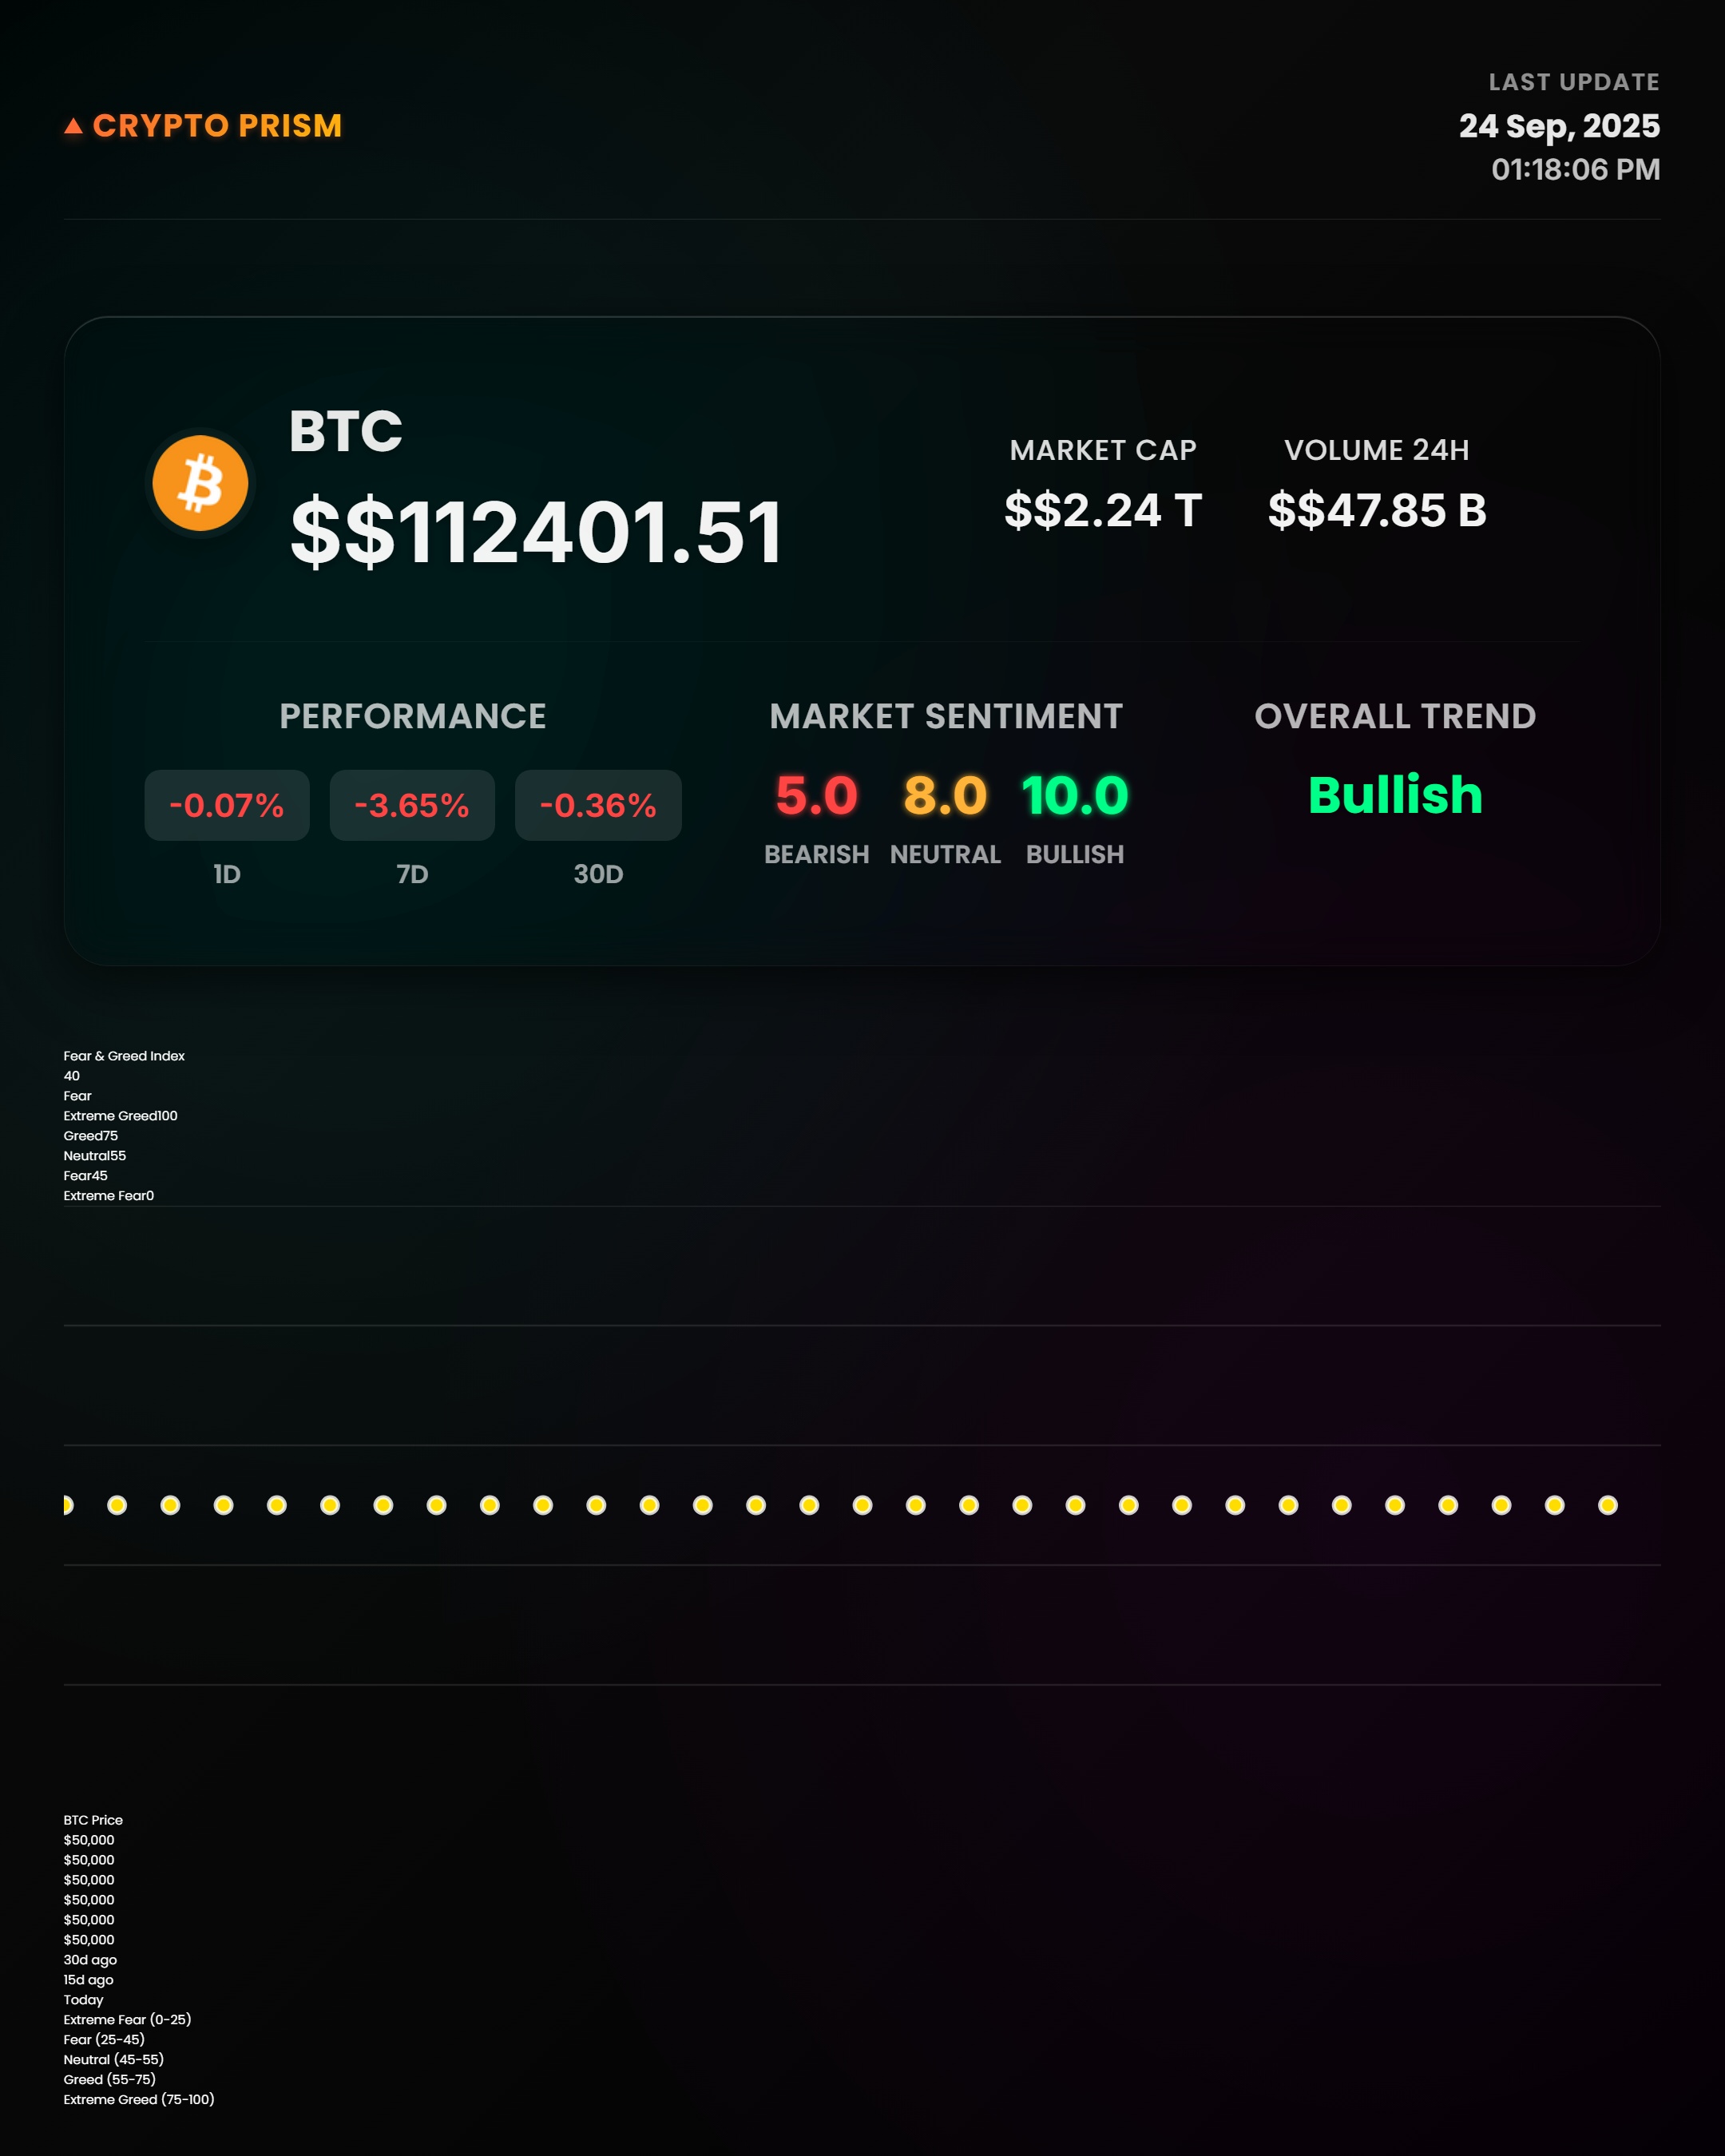 CRYPTO PRISM
LAST UPDATE
24 Sep, 2025
01:18:06 PM
BTC
$$112401.51
MARKET CAP
$$2.24 T
VOLUME 24H
$$47.85 B
PERFORMANCE
-0.07%
1D
-3.65%
7D
-0.36%
30D
MARKET SENTIMENT
5.0
BEARISH
8.0
NEUTRAL
10.0
BULLISH
OVERALL TREND
Bullish
Fear & Greed Index
40
Fear
Extreme Greed100
Greed75
Neutral55
Fear45
Extreme Fear0
BTC Price
$50,000
$50,000
$50,000
$50,000
$50,000
$50,000
30d ago
15d ago
Today
Extreme Fear (0-25)
Fear (25-45)
Neutral (45-55)
Greed (55-75)
Extreme Greed (75-100)